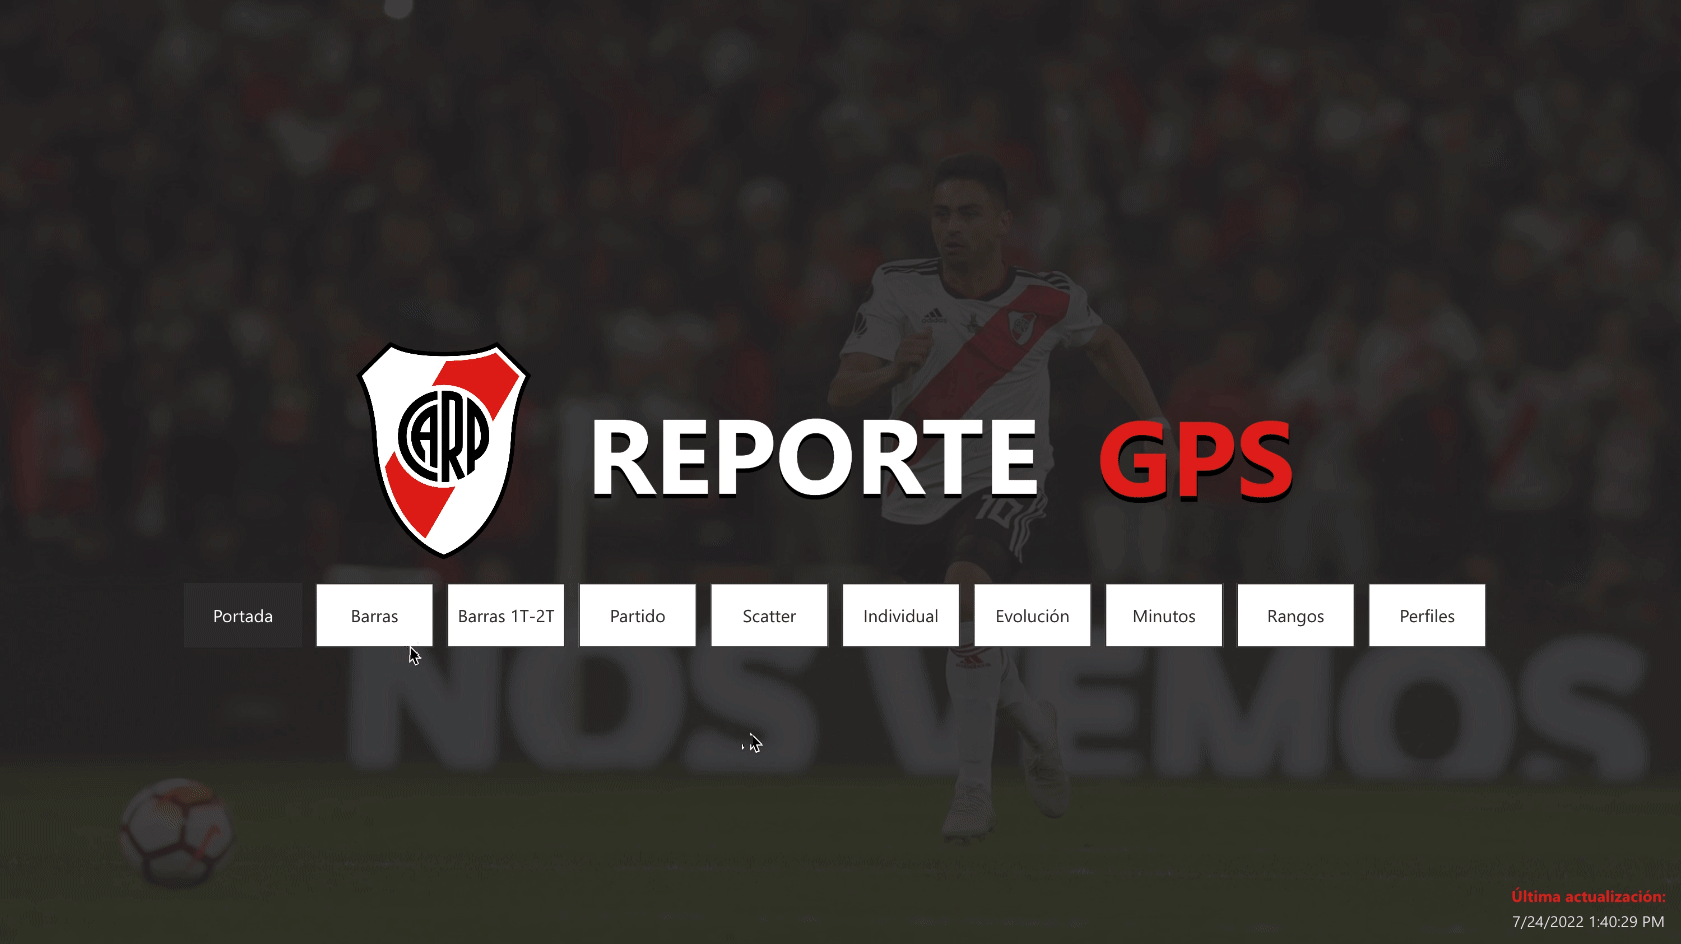 CARP
REPORTE GPS
10
Portada
Barras
Barras 1T-2T
Partido
Scatter
Individual
Evolución
Minutos
Rangos
Perfiles
NOS VEMOS
Última actualización:
7/24/2022 1:40:29 PM